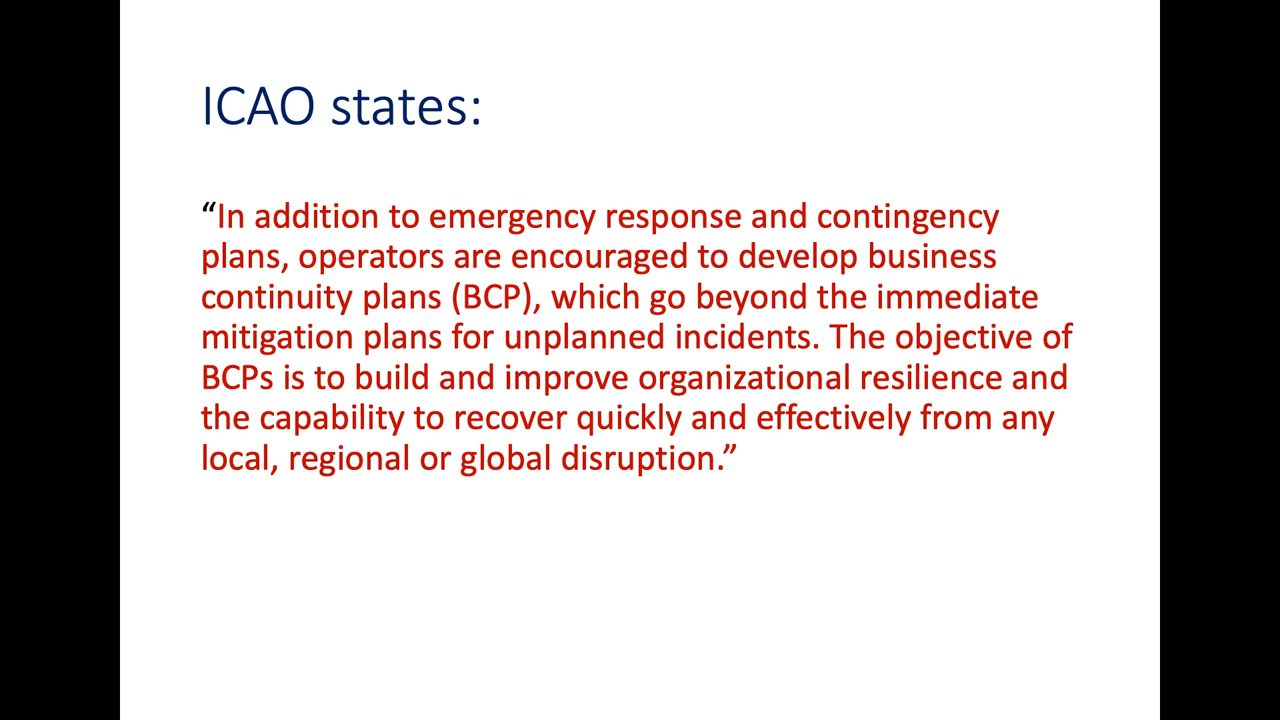 ICAO states:
“In addition to emergency response and contingency
plans, operators are encouraged to develop business
continuity plans (BCP), which go beyond the immediate
mitigation plans for unplanned incidents. The objective of
BCPs is to build and improve organizational resilience and
the capability to recover quickly and effectively from any
local, regional or global disruption.”